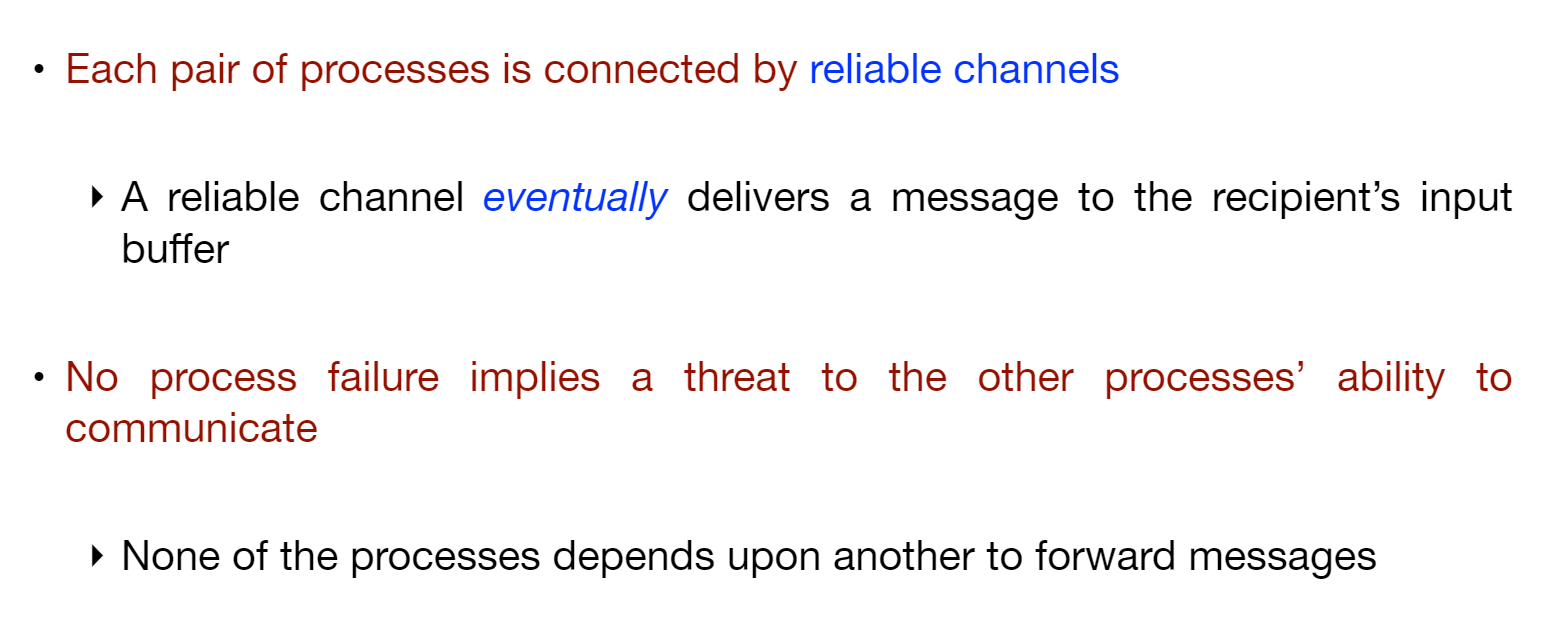 • Each pair of processes is connected by reliable channels
‣ A reliable channel eventually delivers a message to the recipient’s input
buffer
• No process failure implies a threat to the other processes’ ability to
communicate
‣ None of the processes depends upon another to forward messages